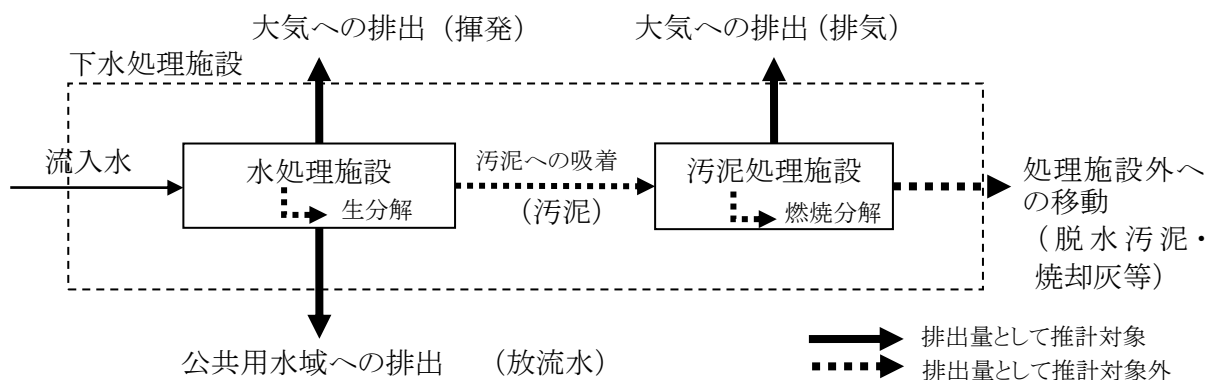 大気への排出（揮発）
大気への排出（排気）
下水処理施設
流入水
水処理施設
生分解
汚泥への吸着
（汚泥）
汚泥処理施設
燃焼分解
処理施設外へ
の移動
（脱水汚泥・
焼却灰等）
公共用水域への排出　（放流水）
排出量として推計対象
排出量として推計対象外